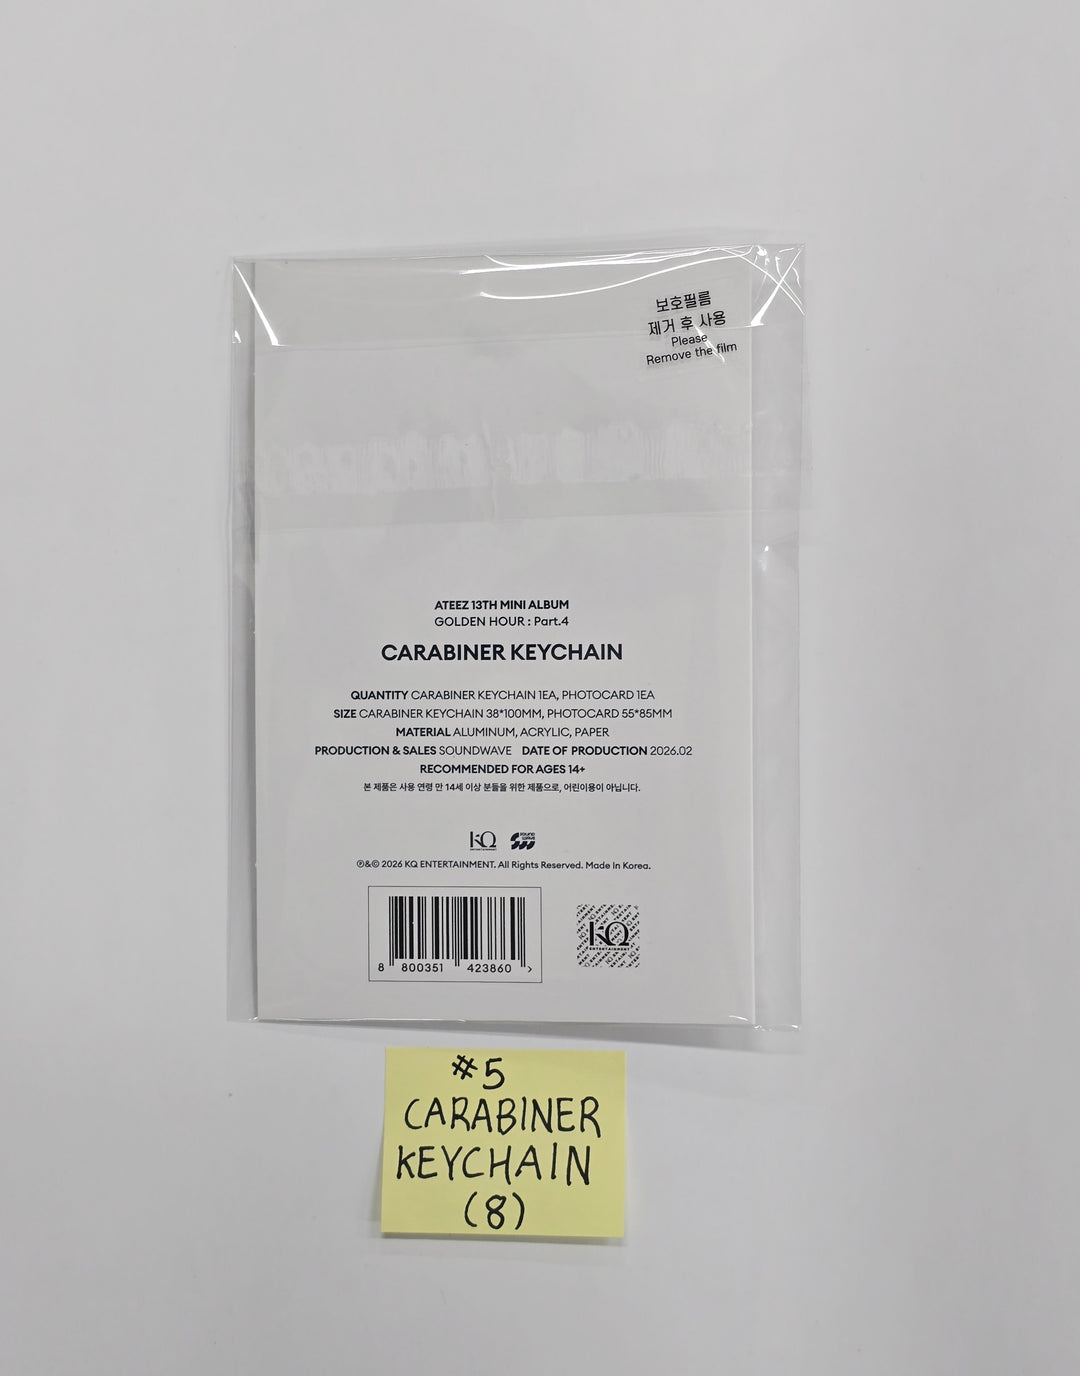 보호필름
제거 후 사용
Please
Remove the film
ATEEZ 13TH MINI ALBUM
GOLDEN HOUR : Part.4
CARABINER KEYCHAIN
QUANTITY CARABINER KEYCHAIN 1EA, PHOTOCARD 1EA
SIZE CARABINER KEYCHAIN 38*100MM, PHOTOCARD 55*85MM
MATERIAL ALUMINUM, ACRYLIC, PAPER
PRODUCTION & SALES SOUNDWAVE DATE OF PRODUCTION 2026.02
RECOMMENDED FOR AGES 14+
본 제품은 사용 연령 만 14세 이상 분들을 위한 제품으로, 어린이용이 아닙니다.
KQ ENTERTAINMENT SOUND WAVE
℗&© 2026 KQ ENTERTAINMENT. All Rights Reserved. Made In Korea.
8 800351 423860 >
KQ
ENTERTAINMENT
#5
CARABINER
KEYCHAIN
(8)